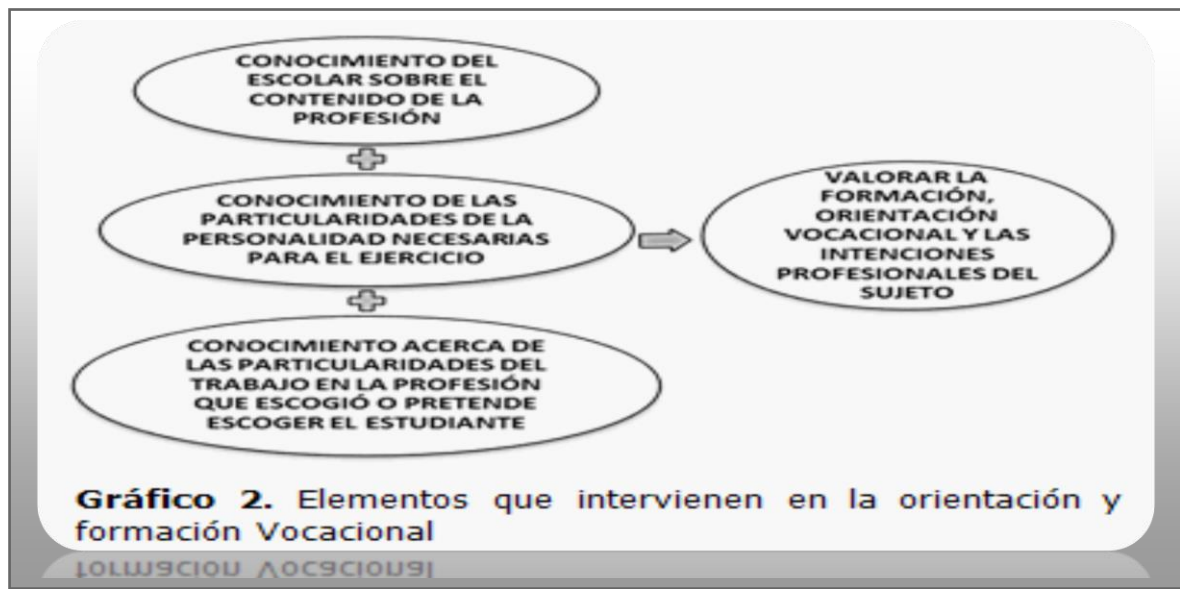 CONOCIMIENTO DEL
ESCOLAR SOBRE EL
CONTENIDO DE LA
PROFESIÓN
CONOCIMIENTO DE LAS
PARTICULARIDADES DE LA
PERSONALIDAD NECESARIAS
PARA EL EJERCICIO
CONOCIMIENTO ACERCA DE
LAS PARTICULARIDADES DEL
TRABAJO EN LA PROFESIÓN
QUE ESCOGIÓ O PRETENDE
ESCOGER EL ESTUDIANTE
VALORAR LA
FORMACIÓN,
ORIENTACIÓN
VOCACIONAL Y LAS
INTENCIONES
PROFESIONALES DEL
SUJETO
Gráfico 2. Elementos que intervienen en la orientación y
formación Vocacional